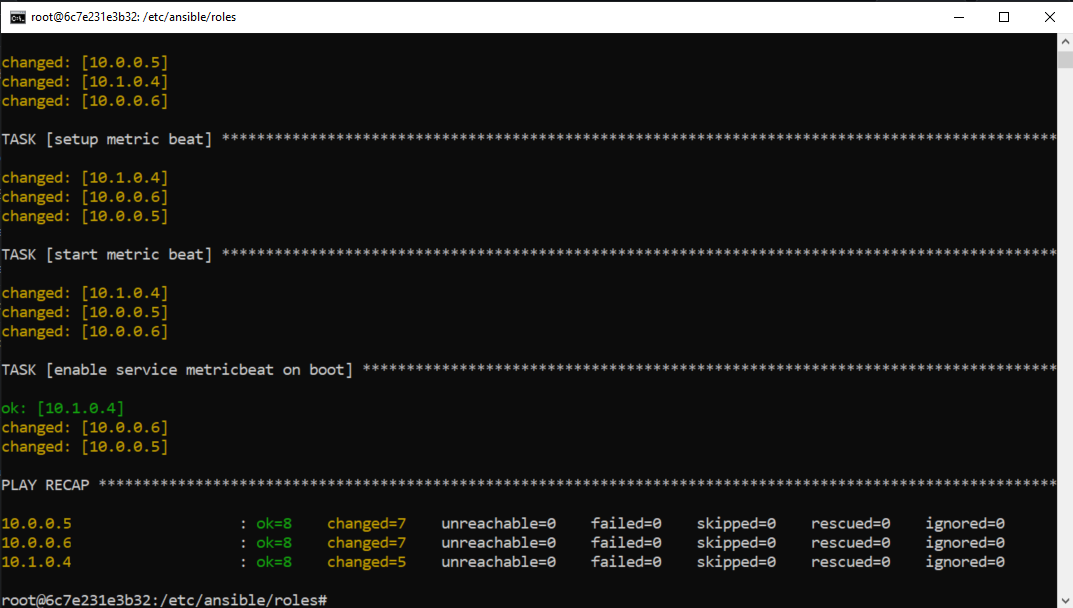 root@6c7e231e3b32: /etc/ansible/roles
changed: [10.0.0.5]
changed: [10.1.0.4]
changed: [10.0.0.6]
TASK [setup metric beat] ***********************************************************************************************
changed: [10.1.0.4]
changed: [10.0.0.6]
changed: [10.0.0.5]
TASK [start metric beat] ***********************************************************************************************
changed: [10.1.0.4]
changed: [10.0.0.5]
changed: [10.0.0.6]
TASK [enable service metricbeat on boot] *******************************************************************************
ok: [10.1.0.4]
changed: [10.0.0.6]
changed: [10.0.0.5]
PLAY RECAP *************************************************************************************************************
10.0.0.5                   : ok=8    changed=7    unreachable=0    failed=0    skipped=0    rescued=0    ignored=0
10.0.0.6                   : ok=8    changed=7    unreachable=0    failed=0    skipped=0    rescued=0    ignored=0
10.1.0.4                   : ok=8    changed=5    unreachable=0    failed=0    skipped=0    rescued=0    ignored=0
root@6c7e231e3b32:/etc/ansible/roles#